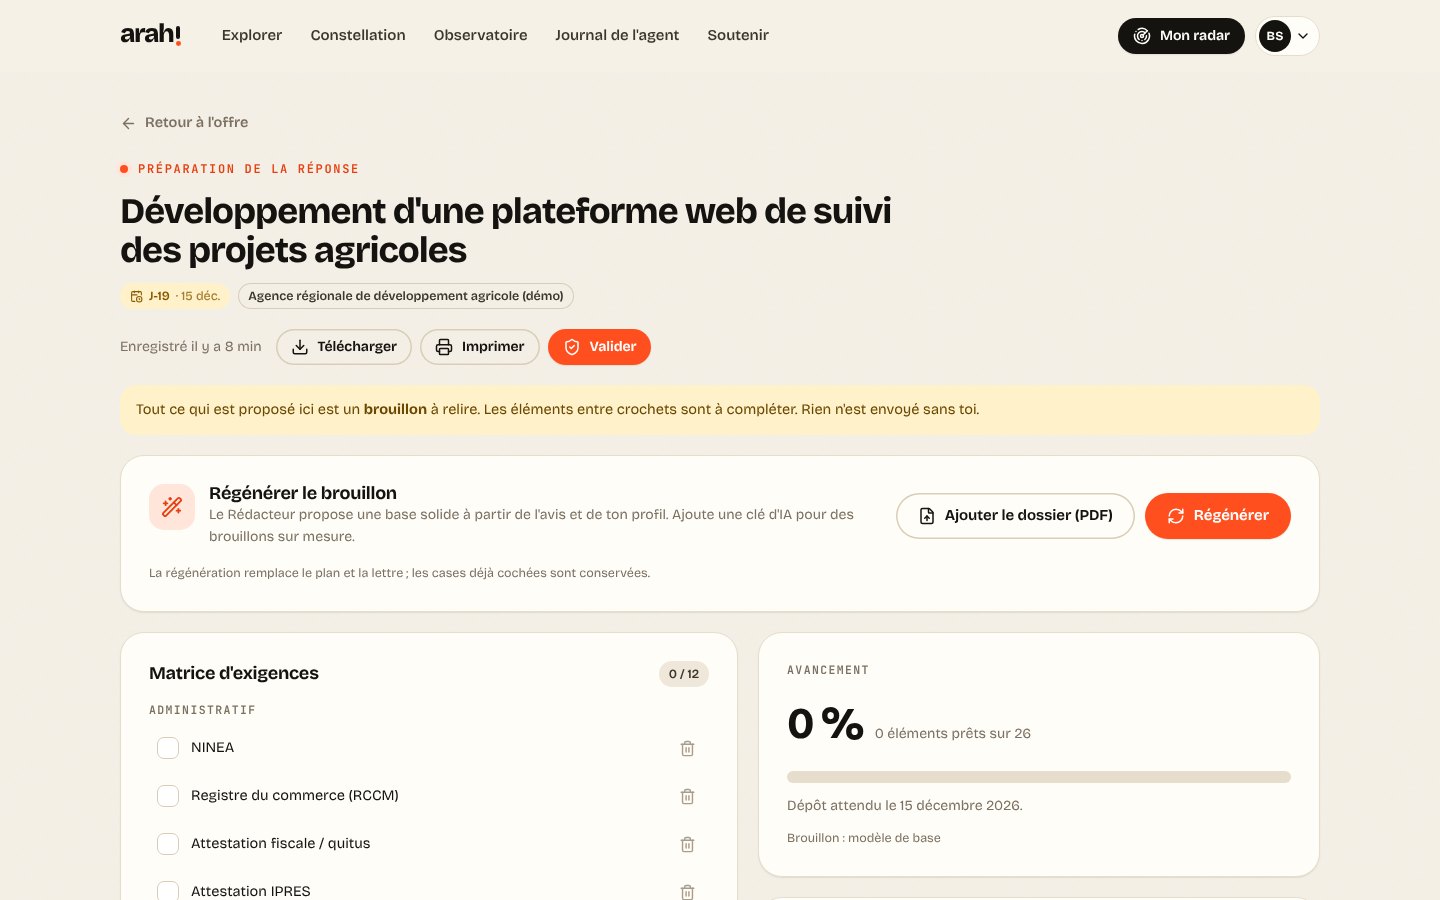 arah!
Explorer
Constellation
Observatoire
Journal de l'agent
Soutenir
Mon radar
BS
Retour à l'offre
PRÉPARATION DE LA RÉPONSE
Développement d'une plateforme web de suivi
des projets agricoles
J-19 · 15 déc.
Agence régionale de développement agricole (démo)
Enregistré il y a 8 min
Télécharger
Imprimer
Valider
Tout ce qui est proposé ici est un brouillon à relire. Les éléments entre crochets sont à compléter. Rien n'est envoyé sans toi.
Régénérer le brouillon
Le Rédacteur propose une base solide à partir de l'avis et de ton profil. Ajoute une clé d'IA pour des
brouillons sur mesure.
Ajouter le dossier (PDF)
Régénérer
La régénération remplace le plan et la lettre ; les cases déjà cochées sont conservées.
Matrice d'exigences
0 / 12
ADMINISTRATIF
NINEA
Registre du commerce (RCCM)
Attestation fiscale / quitus
Attestation IPRES
AVANCEMENT
0 %
0 éléments prêts sur 26
Dépôt attendu le 15 décembre 2026.
Brouillon : modèle de base